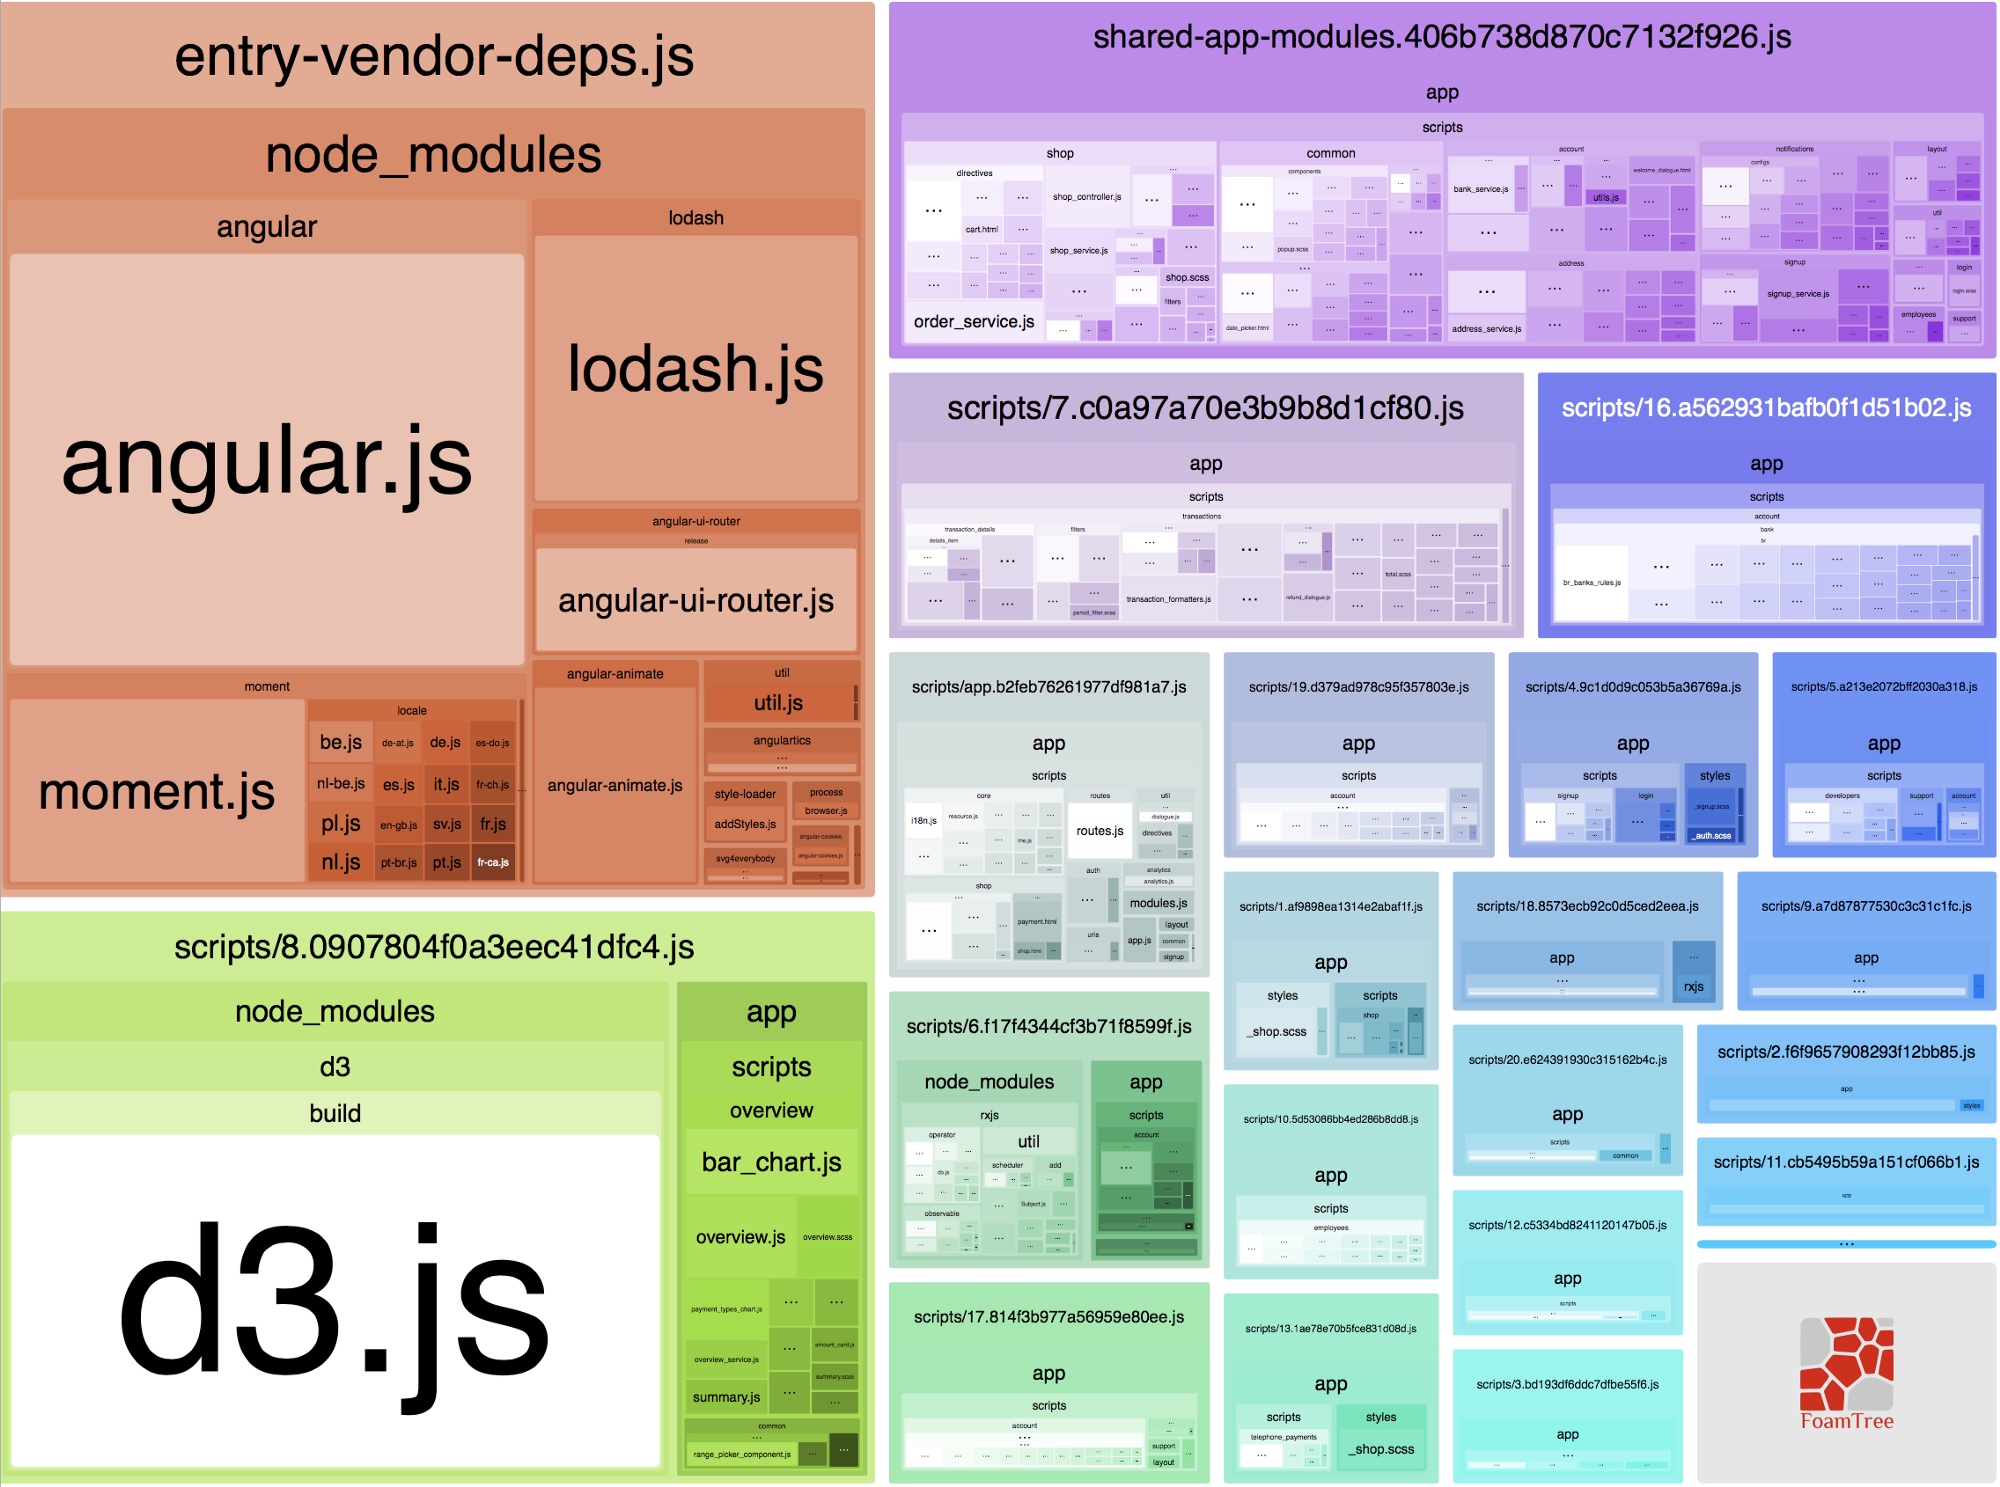 entry-vendor-deps.js
node_modules
angular
angular.js
lodash
lodash.js
angular-ui-router
release
angular-ui-router.js
moment
moment.js
locale
be.js
de-at.js
de.js
es-do.js
nl-be.js
es.js
it.js
fr-ch.js
pl.js
en-gb.js
sv.js
fr.js
nl.js
pt-br.js
pt.js
fr-ca.js
angular-animate
angular-animate.js
util
util.js
angulartics
style-loader
addStyles.js
svg4everybody
process
browser.js
angular-cookies
angular-cookies.js
scripts/8.0907804f0a3eec41dfc4.js
node_modules
d3
build
d3.js
app
scripts
overview
bar_chart.js
overview.js
overview.scss
payment_types_chart.js
overview_service.js
amount_card.js
summary.scss
summary.js
common
range_picker_component.js
shared-app-modules.406b738d870c7132f926.js
app
scripts
shop
directives
cart.html
order_service.js
shop_controller.js
shop_service.js
shop.scss
filters
common
components
popup.scss
date_picker.html
account
bank_service.js
utils.js
welcome_dialogue.html
address
address_service.js
notifications
configs
signup
signup_service.js
layout
util
login
login.scss
employees
support
scripts/7.c0a97a70e3b9b8d1cf80.js
app
scripts
transactions
transaction_details
details_item
filters
period_filter.scss
transaction_formatters.js
refund_dialogue.js
total.scss
scripts/16.a562931bafb0f1d51b02.js
app
scripts
account
bank
br
br_banks_rules.js
scripts/app.b2feb76261977df981a7.js
app
scripts
core
i18n.js
resource.js
me.js
routes
routes.js
util
dialogue.js
directives
shop
payment.html
shop.html
auth
uris
analytics
analytics.js
modules.js
app.js
layout
common
signup
scripts/19.d379ad978c95f357803e.js
app
scripts
account
scripts/4.9c1d0d9c053b5a36769a.js
app
scripts
signup
login
styles
_signup.scss
_auth.scss
scripts/5.a213e2072bff2030a318.js
app
scripts
developers
support
account
scripts/1.af9898ea1314e2abaf1f.js
app
styles
_shop.scss
scripts
shop
scripts/18.8573ecb92c0d5ced2eea.js
app
rxjs
scripts/9.a7d87877530c3c31c1fc.js
app
scripts/6.f17f4344cf3b71f8599f.js
node_modules
rxjs
operator
do.js
observable
util
scheduler
add
Subject.js
app
scripts
account
scripts/10.5d53086bb4ed286b8dd8.js
app
scripts
employees
scripts/20.e624391930c315162b4c.js
app
scripts
common
scripts/2.f6f9657908293f12bb85.js
app
styles
scripts/11.cb5495b59a151cf066b1.js
app
scripts/12.c5334bd8241120147b05.js
app
scripts
scripts/17.814f3b977a56959e80ee.js
app
scripts
account
support
layout
scripts/13.1ae78e70b5fce831d08d.js
app
scripts
telephone_payments
styles
_shop.scss
scripts/3.bd193df6ddc7dfbe55f6.js
app
FoamTree